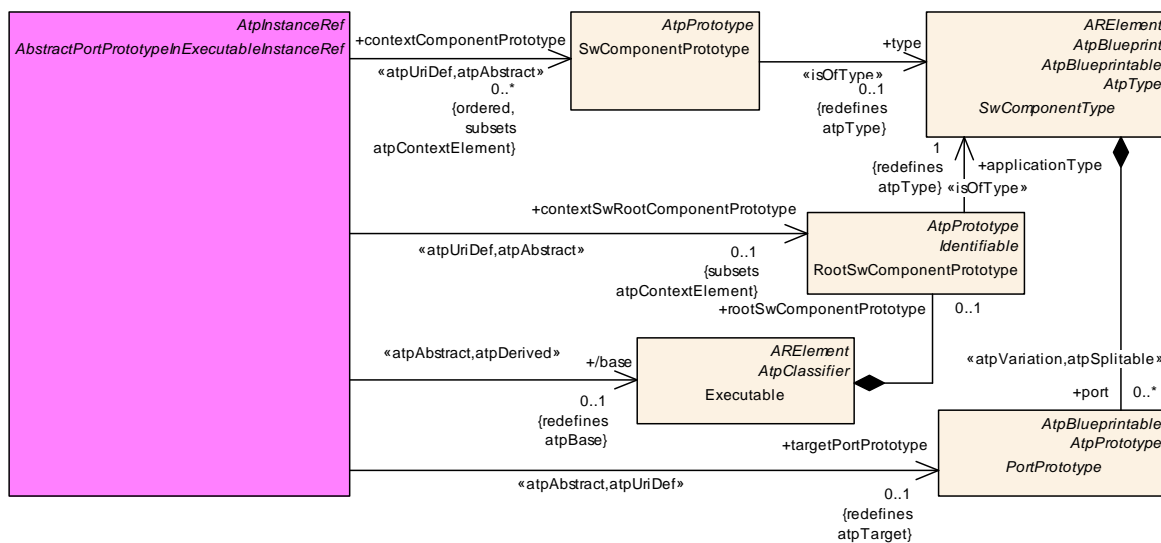 AtpInstanceRef
AbstractPortPrototypeInExecutableInstanceRef
+contextComponentPrototype
«atpUriDef,atpAbstract»
0..*
{ordered,
subsets
atpContextElement}
AtpPrototype
SwComponentPrototype
+type
«isOfType»
0..1
{redefines
atpType}
ARElement
AtpBlueprint
AtpBlueprintable
AtpType
SwComponentType
1
{redefines
atpType}
+applicationType
«isOfType»
+contextSwRootComponentPrototype
«atpUriDef,atpAbstract»
0..1
{subsets
atpContextElement}
AtpPrototype
Identifiable
RootSwComponentPrototype
+rootSwComponentPrototype
0..1
«atpAbstract,atpDerived»
+/base
0..1
{redefines
atpBase}
ARElement
AtpClassifier
Executable
«atpVariation,atpSplitable»
+port
0..*
+targetPortPrototype
«atpAbstract,atpUriDef»
0..1
{redefines
atpTarget}
AtpBlueprintable
AtpPrototype
PortPrototype